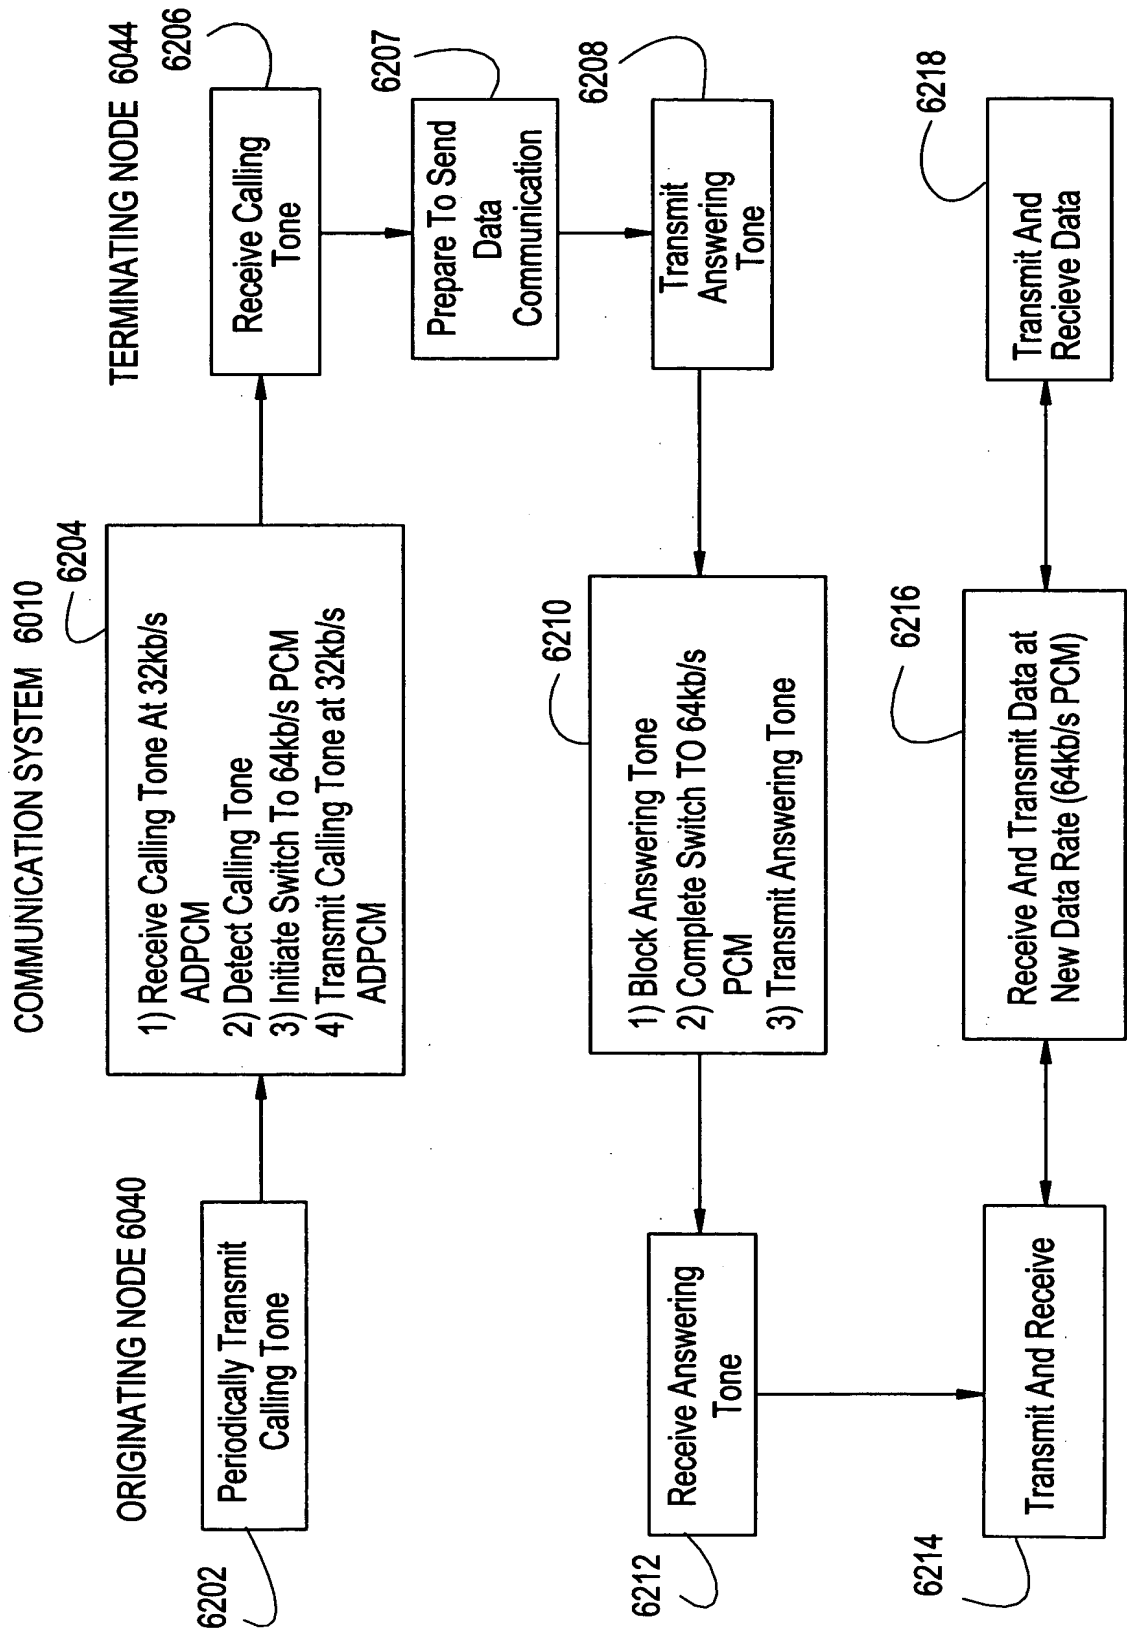 ORIGINATING NODE 6040
COMMUNICATION SYSTEM 6010
TERMINATING NODE 6044
6202
Periodically Transmit
Calling Tone
6204
1) Receive Calling Tone At 32kb/s
ADPCM
2) Detect Calling Tone
3) Initiate Switch To 64kb/s PCM
4) Transmit Calling Tone at 32kb/s
ADPCM
6206
Receive Calling
Tone
6207
Prepare To Send
Data
Communication
6208
Transmit
Answering
Tone
6210
1) Block Answering Tone
2) Complete Switch TO 64kb/s
PCM
3) Transmit Answering Tone
6212
Receive Answering
Tone
6214
Transmit And Receive
6216
Receive And Transmit Data at
New Data Rate (64kb/s PCM)
6218
Transmit And
Recieve Data